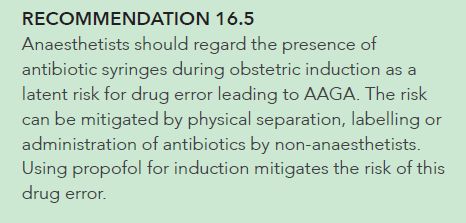 RECOMMENDATION 16.5
Anaesthetists should regard the presence of
antibiotic syringes during obstetric induction as a
latent risk for drug error leading to AAGA. The risk
can be mitigated by physical separation, labelling or
administration of antibiotics by non-anaesthetists.
Using propofol for induction mitigates the risk of this
drug error.